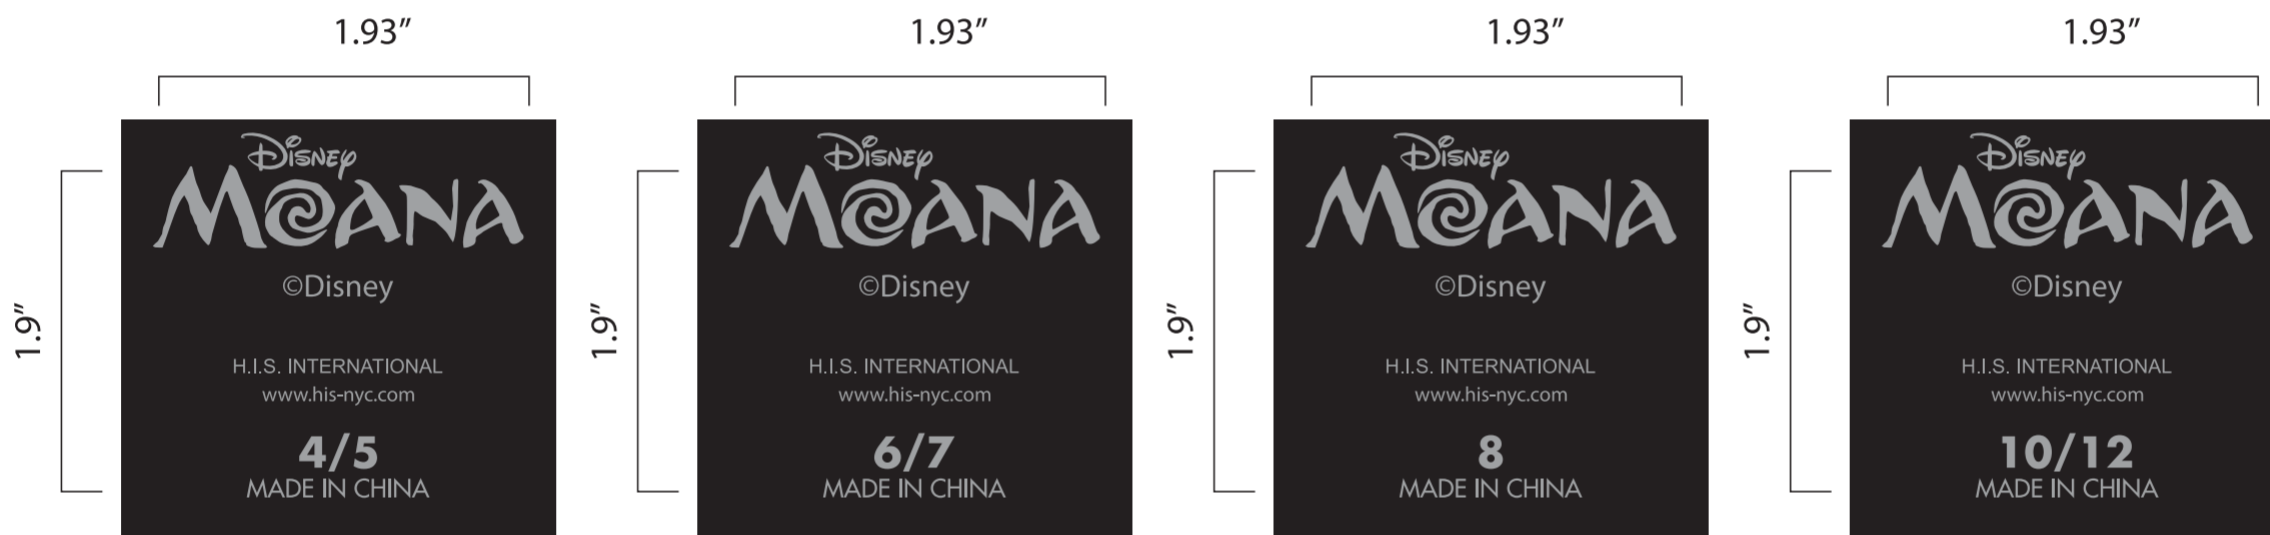 1.93” 1.93” 1.93” 1.93”
1.9”
DISNEY
MOANA
©Disney
H.I.S. INTERNATIONAL
www.his-nyc.com
4/5
MADE IN CHINA
1.9”
DISNEY
MOANA
©Disney
H.I.S. INTERNATIONAL
www.his-nyc.com
6/7
MADE IN CHINA
1.9”
DISNEY
MOANA
©Disney
H.I.S. INTERNATIONAL
www.his-nyc.com
8
MADE IN CHINA
1.9”
DISNEY
MOANA
©Disney
H.I.S. INTERNATIONAL
www.his-nyc.com
10/12
MADE IN CHINA